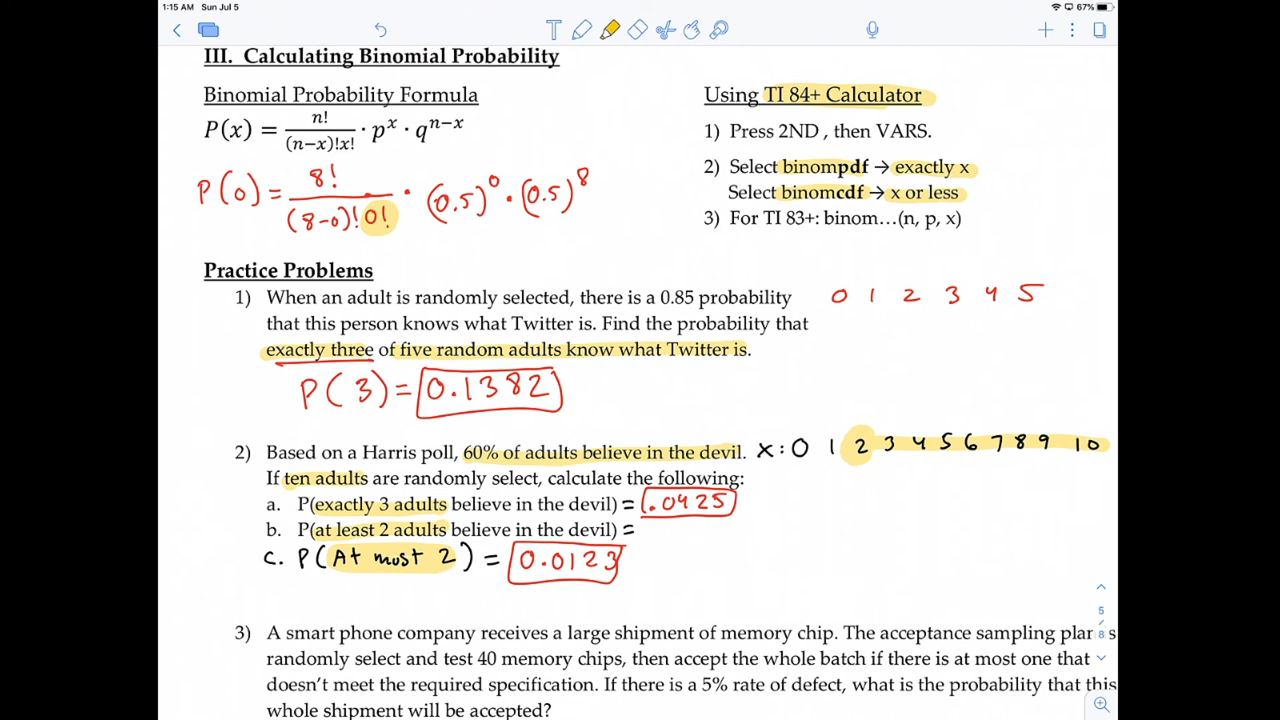 1:15 AM Sun Jul 5
67%
III. Calculating Binomial Probability
Binomial Probability Formula
P(x) = n!/((n−x)!x!) · p^x · q^(n−x)
P(0) = 8!/((8-0)!0!) · (0.5)^0 · (0.5)^8
Using TI 84+ Calculator
1) Press 2ND , then VARS.
2) Select binompdf → exactly x
Select binomcdf → x or less
3) For TI 83+: binom…(n, p, x)
Practice Problems
1) When an adult is randomly selected, there is a 0.85 probability
that this person knows what Twitter is. Find the probability that
exactly three of five random adults know what Twitter is.
0 1 2 3 4 5
P(3) = 0.1382
2) Based on a Harris poll, 60% of adults believe in the devil.
x: 0 1 2 3 4 5 6 7 8 9 10
If ten adults are randomly select, calculate the following:
a. P(exactly 3 adults believe in the devil) = .0425
b. P(at least 2 adults believe in the devil) =
c. P(At most 2) = 0.0123
3) A smart phone company receives a large shipment of memory chip. The acceptance sampling plan is
randomly select and test 40 memory chips, then accept the whole batch if there is at most one that
doesn't meet the required specification. If there is a 5% rate of defect, what is the probability that this
whole shipment will be accepted?
5
/
8